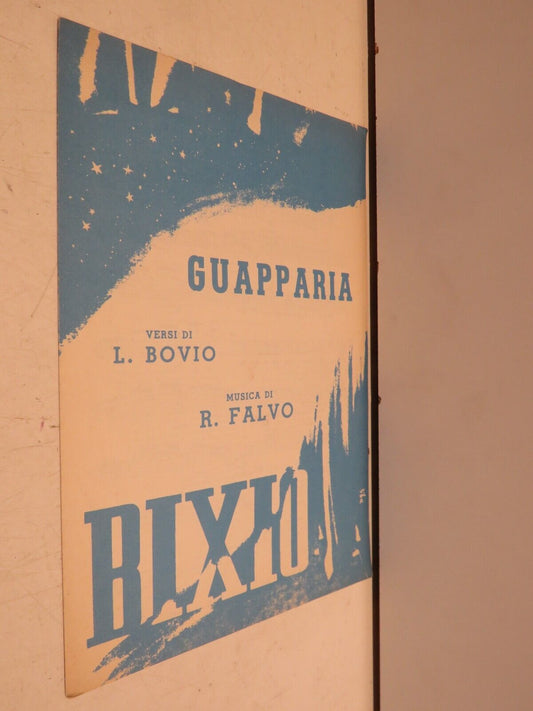 GUAPPARIA
VERSI DI
L. BOVIO
MUSICA DI
R. FALVO
BIXIO